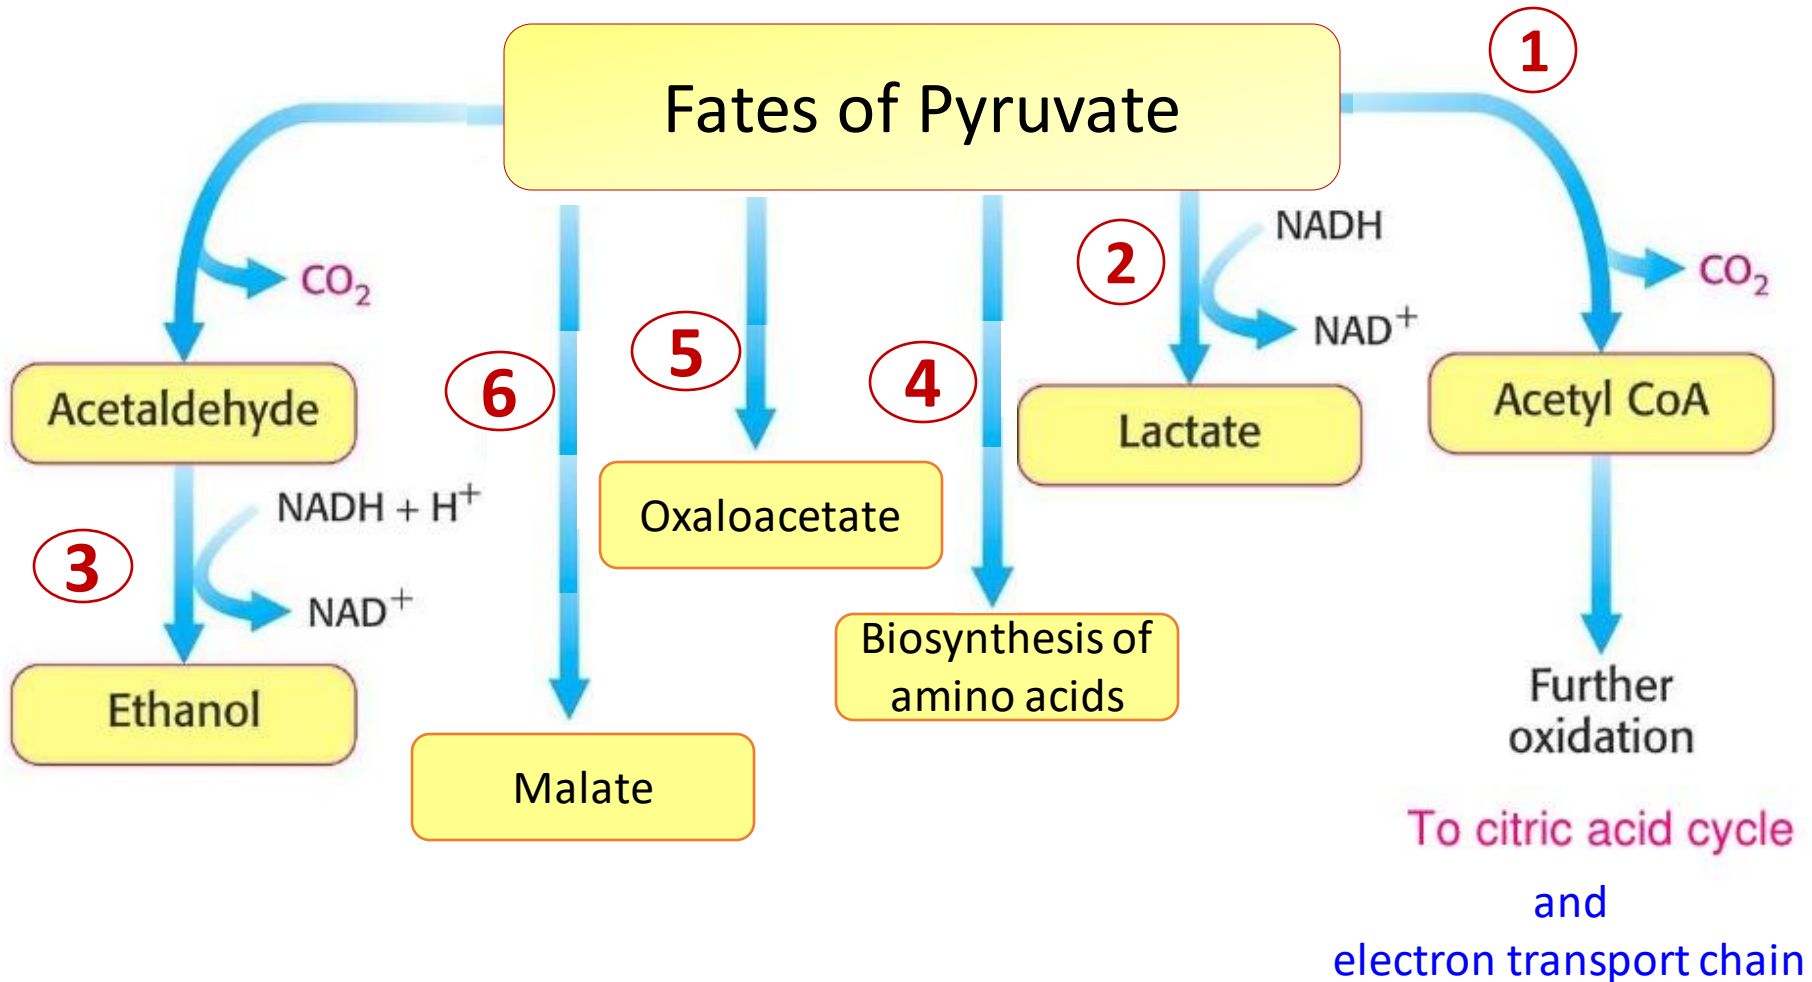 Fates of Pyruvate
1
CO2
Acetyl CoA
Further
oxidation
To citric acid cycle
and
electron transport chain
2
NADH
NAD+
Lactate
CO2
Acetaldehyde
3
NADH + H+
NAD+
Ethanol
4
Biosynthesis of
amino acids
5
Oxaloacetate
6
Malate